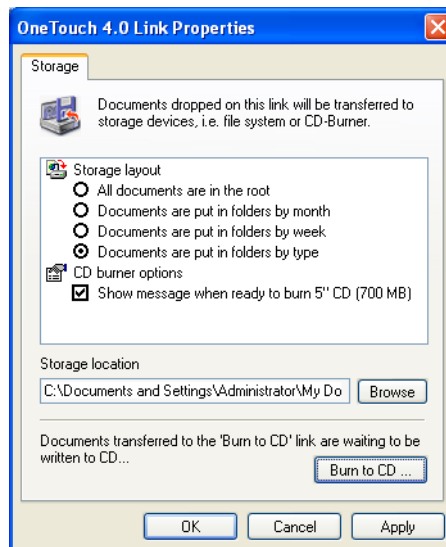 OneTouch 4.0 Link Properties
Storage
Documents dropped on this link will be transferred to
storage devices, i.e. file system or CD-Burner.
Storage layout
All documents are in the root
Documents are put in folders by month
Documents are put in folders by week
Documents are put in folders by type
CD burner options
Show message when ready to burn 5" CD (700 MB)
Storage location
C:\Documents and Settings\Administrator\My Do
Browse
Documents transferred to the 'Burn to CD' link are waiting to be
written to CD...
Burn to CD ...
OK
Cancel
Apply